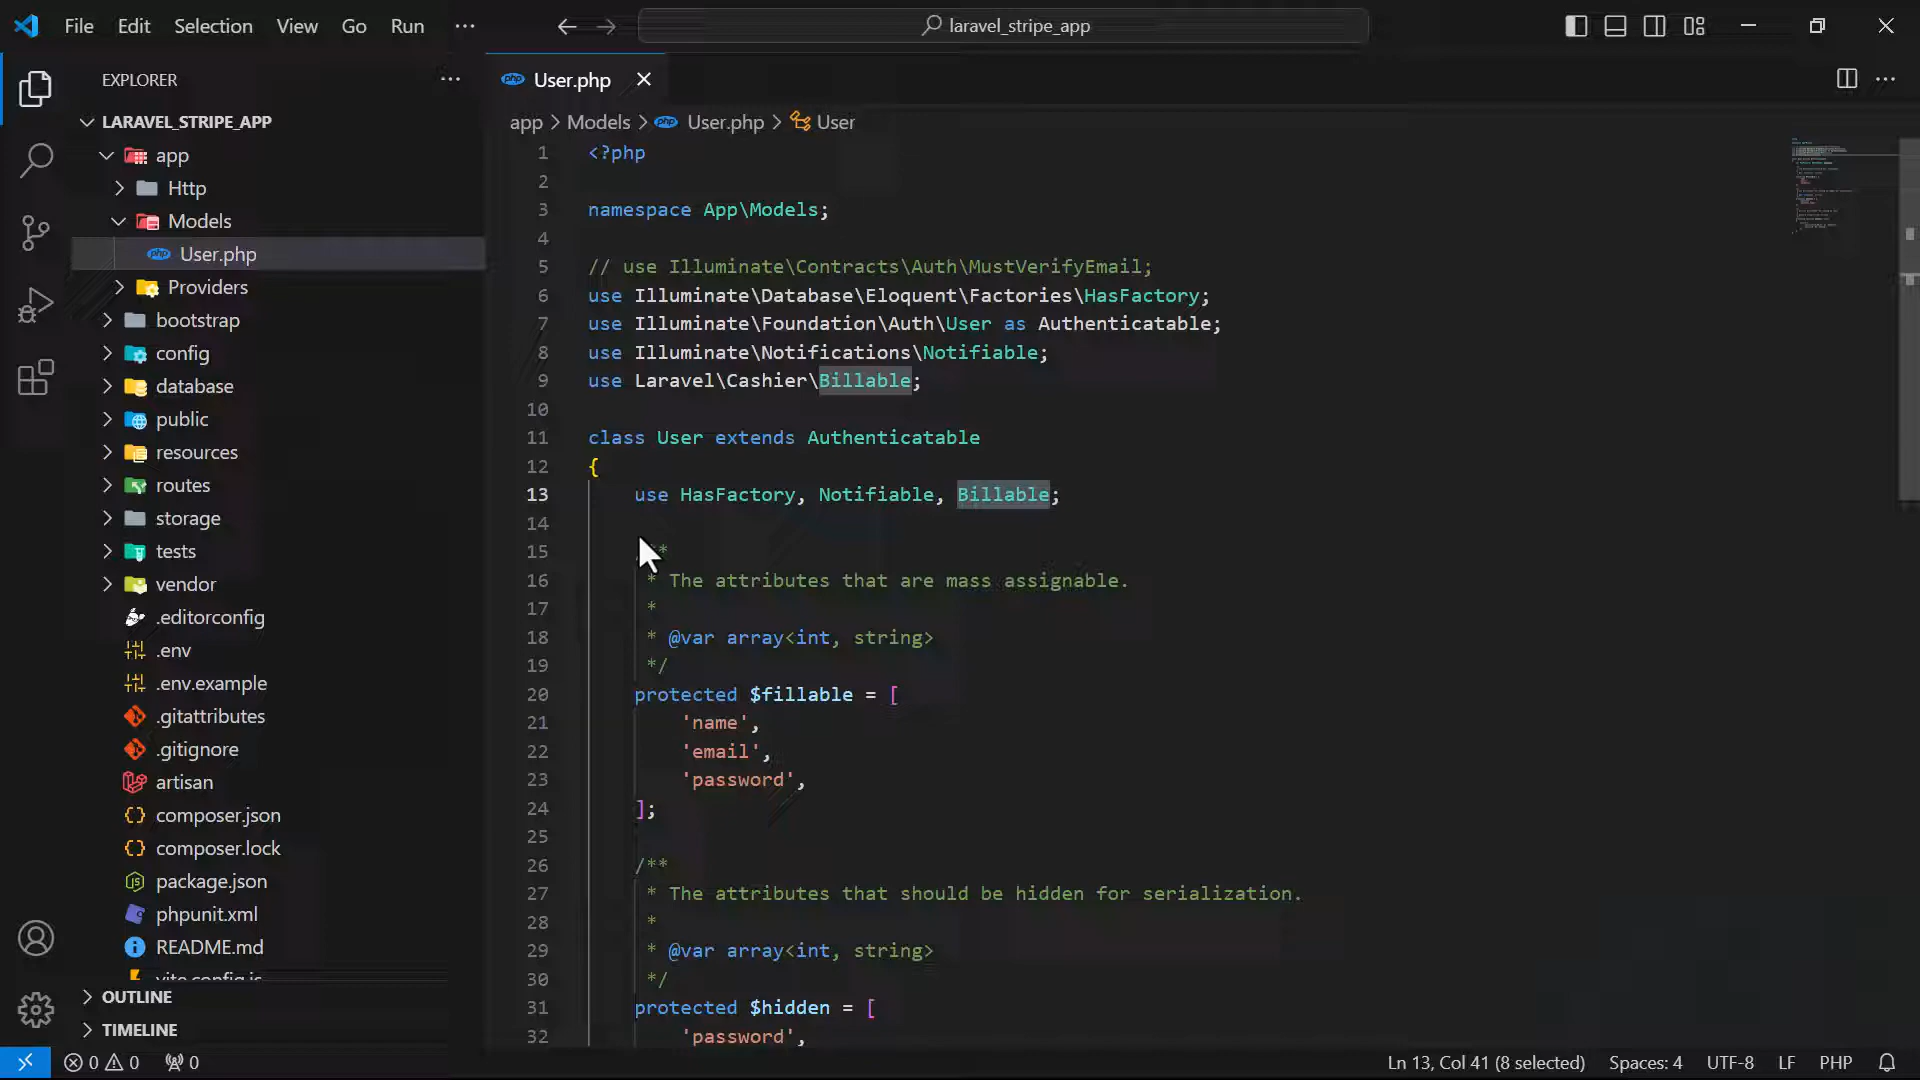 File Edit Selection View Go Run ··· laravel_stripe_app
EXPLORER ···
LARAVEL_STRIPE_APP
app
Http
Models
User.php
Providers
bootstrap
config
database
public
resources
routes
storage
tests
vendor
.editorconfig
.env
.env.example
.gitattributes
.gitignore
artisan
composer.json
composer.lock
package.json
phpunit.xml
README.md
vite.config.js
OUTLINE
TIMELINE
php User.php
app > Models > php User.php > User
1 <?php
2
3 namespace App\Models;
4
5 // use Illuminate\Contracts\Auth\MustVerifyEmail;
6 use Illuminate\Database\Eloquent\Factories\HasFactory;
7 use Illuminate\Foundation\Auth\User as Authenticatable;
8 use Illuminate\Notifications\Notifiable;
9 use Laravel\Cashier\Billable;
10
11 class User extends Authenticatable
12 {
13 use HasFactory, Notifiable, Billable;
14
15 /**
16 * The attributes that are mass assignable.
17 *
18 * @var array<int, string>
19 */
20 protected $fillable = [
21 'name',
22 'email',
23 'password',
24 ];
25
26 /**
27 * The attributes that should be hidden for serialization.
28 *
29 * @var array<int, string>
30 */
31 protected $hidden = [
32 'password',
0 0 0 Ln 13, Col 41 (8 selected) Spaces: 4 UTF-8 LF PHP